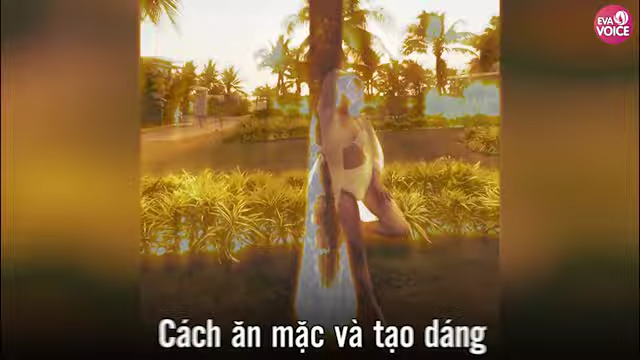 EVA
VOICE
Cách ăn mặc và tạo dáng